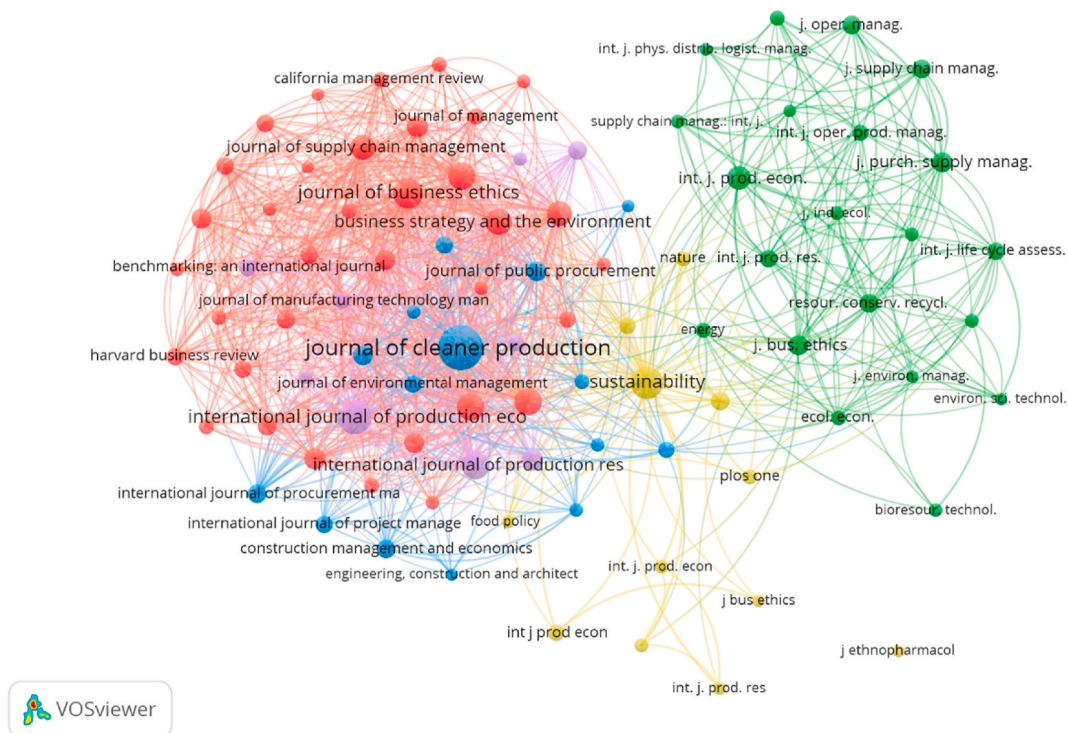 j. oper. manag.
int. j. phys. distrib. logist. manag.
j. supply chain manag.
california management review
journal of management
supply chain manag.: int. j.
int. j. oper. prod. manag.
journal of supply chain management
j. purch. supply manag.
int. j. prod. econ.
journal of business ethics
j. ind. ecol.
business strategy and the environment
int. j. life cycle assess.
nature
int. j. prod. res.
benchmarking: an international journal
journal of public procurement
journal of manufacturing technology man
resour. conserv. recycl.
energy
journal of cleaner production
j. bus. ethics
harvard business review
journal of environmental management
sustainability
j. environ. manag.
environ. sci. technol.
international journal of production eco
ecol. econ.
international journal of production res
plos one
international journal of procurement ma
bioresour. technol.
international journal of project manage
food policy
construction management and economics
int. j. prod. econ
engineering, construction and architect
j bus ethics
int j prod econ
j ethnopharmacol
int. j. prod. res
VOSviewer